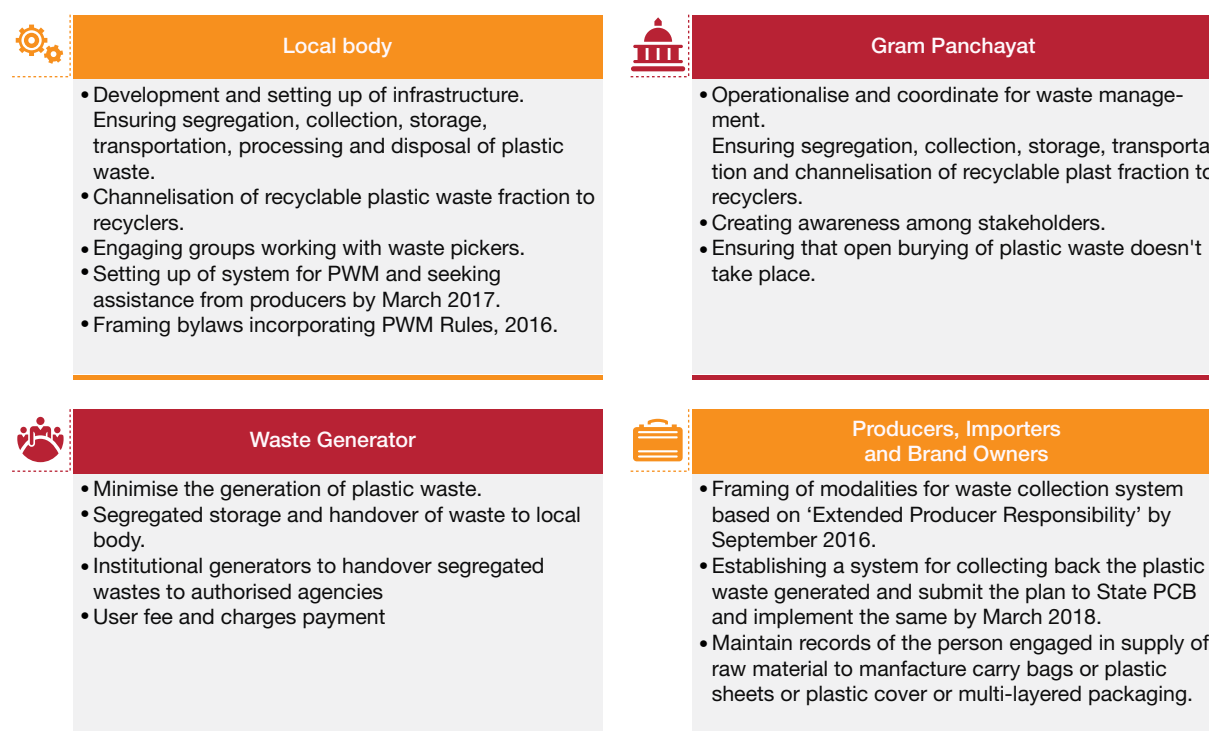 Local body
• Development and setting up of infrastructure.
Ensuring segregation, collection, storage,
transportation, processing and disposal of plastic
waste.
• Channelisation of recyclable plastic waste fraction to
recyclers.
• Engaging groups working with waste pickers.
• Setting up of system for PWM and seeking
assistance from producers by March 2017.
• Framing bylaws incorporating PWM Rules, 2016.
Gram Panchayat
• Operationalise and coordinate for waste manage-
ment.
Ensuring segregation, collection, storage, transporta
tion and channelisation of recyclable plast fraction to
recyclers.
• Creating awareness among stakeholders.
• Ensuring that open burying of plastic waste doesn't
take place.
Waste Generator
• Minimise the generation of plastic waste.
• Segregated storage and handover of waste to local
body.
• Institutional generators to handover segregated
wastes to authorised agencies
• User fee and charges payment
Producers, Importers
and Brand Owners
• Framing of modalities for waste collection system
based on ‘Extended Producer Responsibility’ by
September 2016.
• Establishing a system for collecting back the plastic
waste generated and submit the plan to State PCB
and implement the same by March 2018.
• Maintain records of the person engaged in supply of
raw material to manfacture carry bags or plastic
sheets or plastic cover or multi-layered packaging.